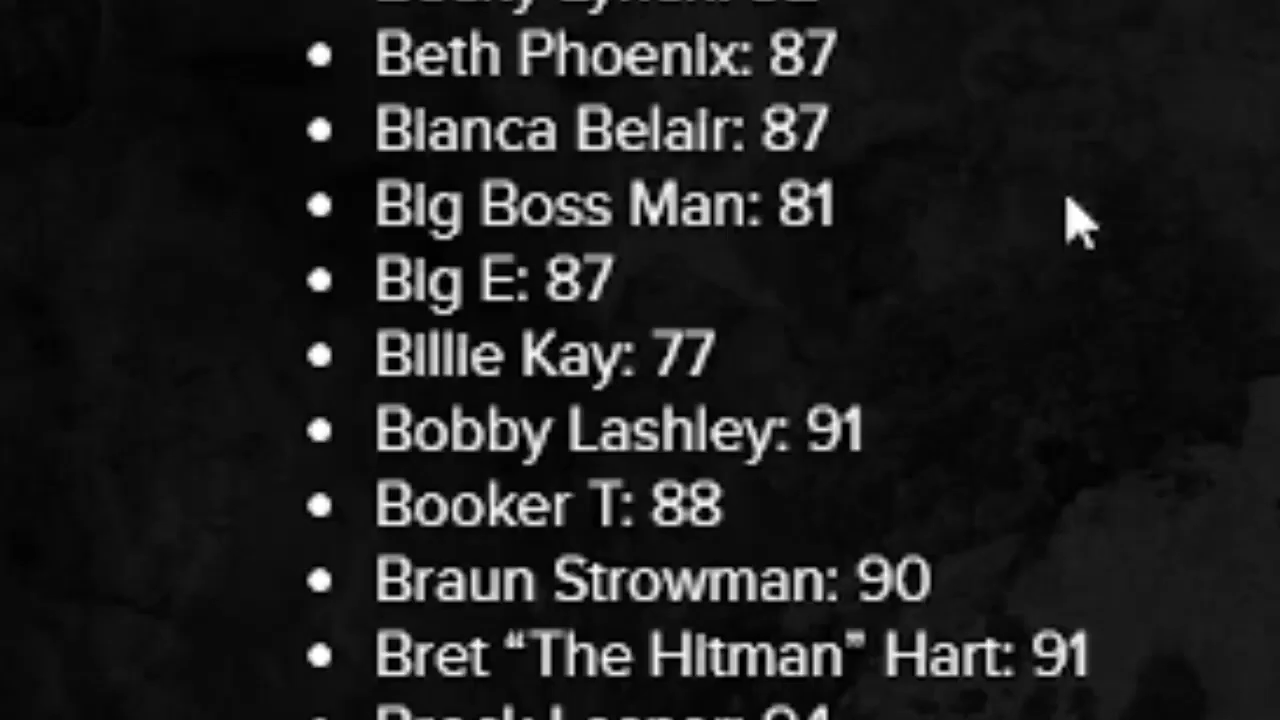 • Beth Phoenix: 87
• Bianca Belair: 87
• Big Boss Man: 81
• Big E: 87
• Billie Kay: 77
• Bobby Lashley: 91
• Booker T: 88
• Braun Strowman: 90
• Bret “The Hitman” Hart: 91